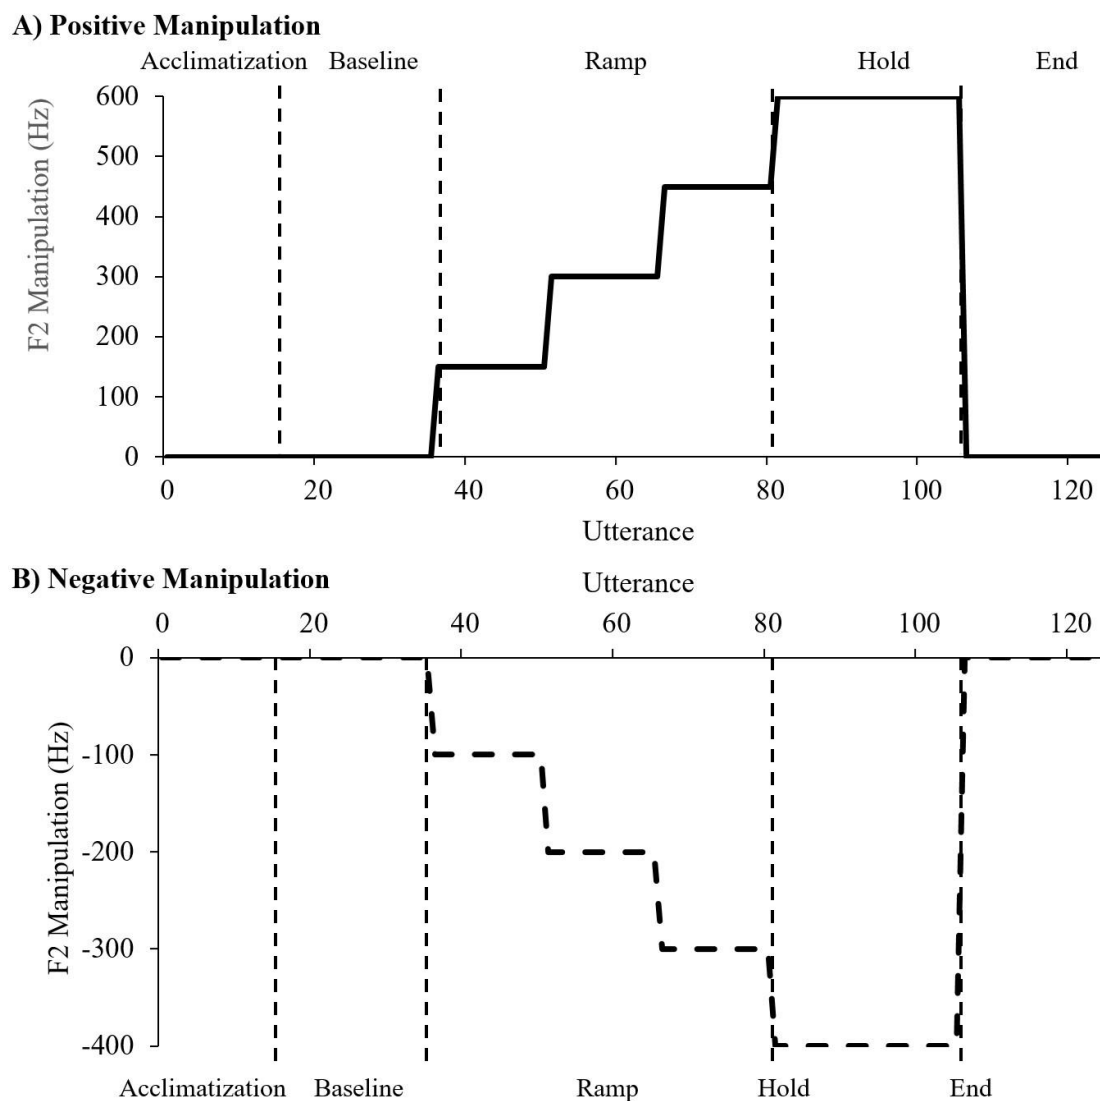 A) Positive Manipulation
Acclimatization Baseline Ramp Hold End
F2 Manipulation (Hz)
600
500
400
300
200
100
0
0 20 40 60 80 100 120
Utterance
B) Negative Manipulation
Utterance
0 20 40 60 80 100 120
F2 Manipulation (Hz)
0
-100
-200
-300
-400
Acclimatization Baseline Ramp Hold End